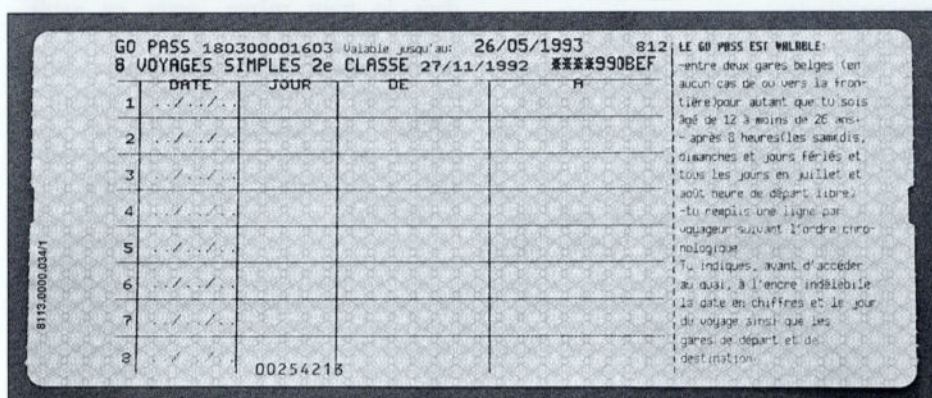 GO PASS 180300001603 Valable jusqu'au: 26/05/1993 812
8 VOYAGES SIMPLES 2e CLASSE 27/11/1992 ****990BEF
DATE JOUR DE A
1 ../../..
2 ../../..
3 ../../..
4 ../../..
5 ../../..
6 ../../..
7 ../../..
8 ../../..
00254213
8113.0000.034/1
LE GO PASS EST VALABLE:
-entre deux gares belges (en
aucun cas de ou vers la fron-
tière)pour autant que tu sois
âgé de 12 à moins de 26 ans.
- après 8 heures(les samedis,
dimanches et jours fériés et
tous les jours en juillet et
août heure de départ libre)
-tu remplis une ligne par
voyageur suivant l'ordre chro-
nologique
Tu indiques, avant d'accéder
au quai, à l'encre indélébile
la date en chiffres et le jour
du voyage ainsi que les
gares de départ et de
destination.